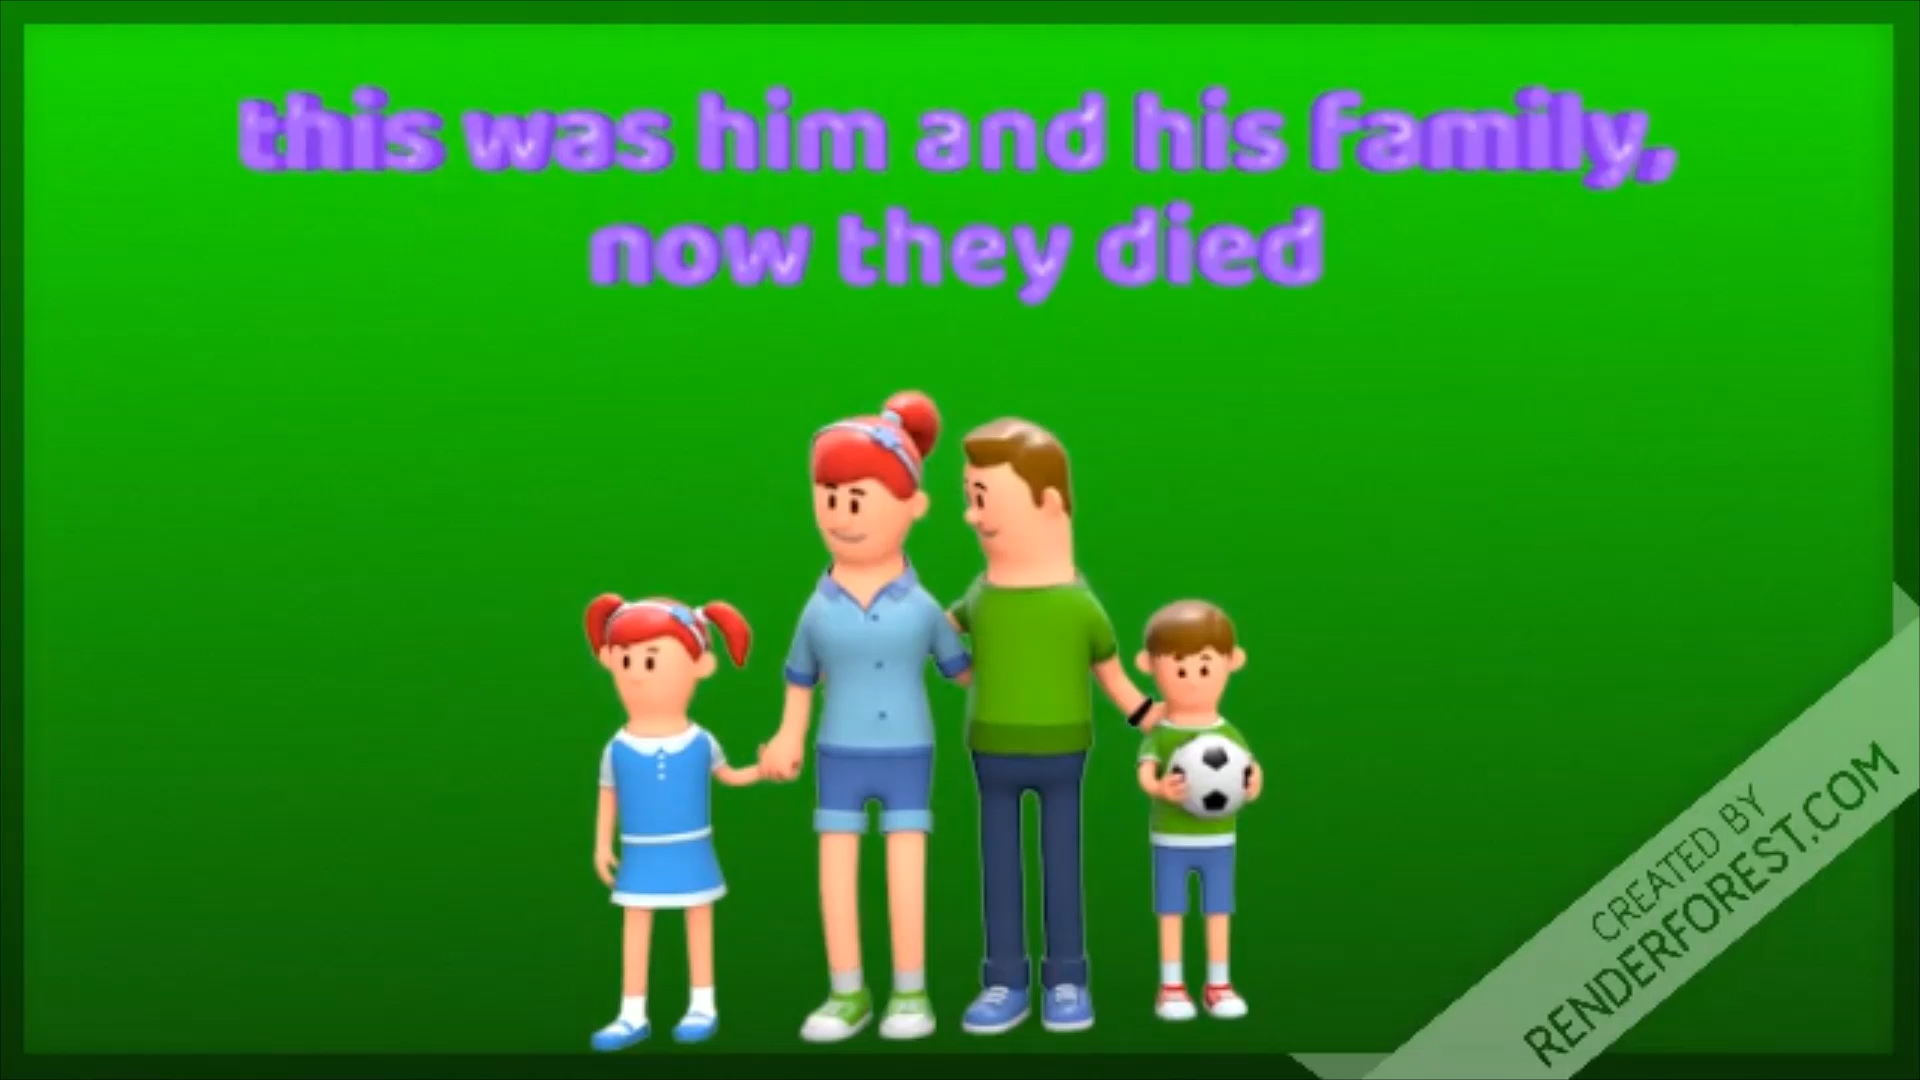 this was him and his family,
now they died
CREATED BY
RENDERFOREST.COM